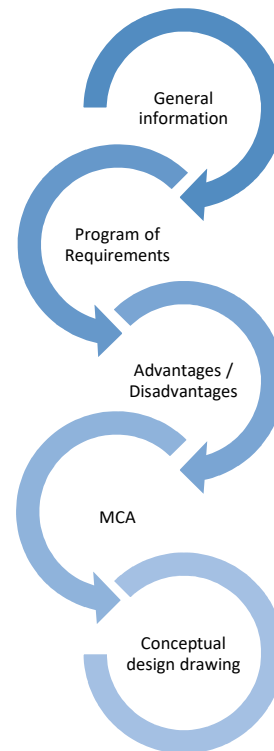 General
information
Program of
Requirements
Advantages /
Disadvantages
MCA
Conceptual
design drawing